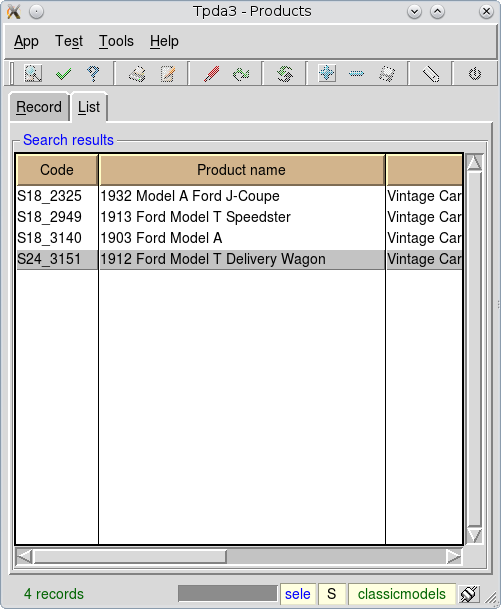 Tpda3 - Products
App Test Tools Help
Record List
Search results
Code Product name
S18_2325 1932 Model A Ford J-Coupe Vintage Car
S18_2949 1913 Ford Model T Speedster Vintage Car
S18_3140 1903 Ford Model A Vintage Car
S24_3151 1912 Ford Model T Delivery Wagon Vintage Car
4 records sele S classicmodels